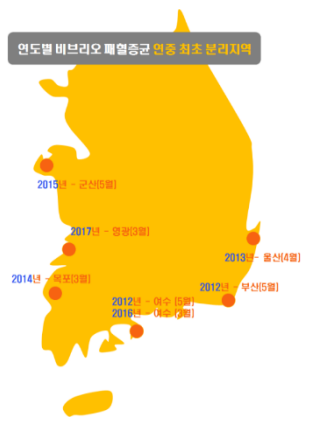 연도별 비브리오 패혈증균 연중 최초 분리지역
2015년 - 군산(5월)
2017년 - 영광(3월)
2013년- 울산(4월)
2014년 - 목포(3월)
2012년 - 부산(5월)
2012년 - 여수 (5월)
2016년 - 여수 (3월)